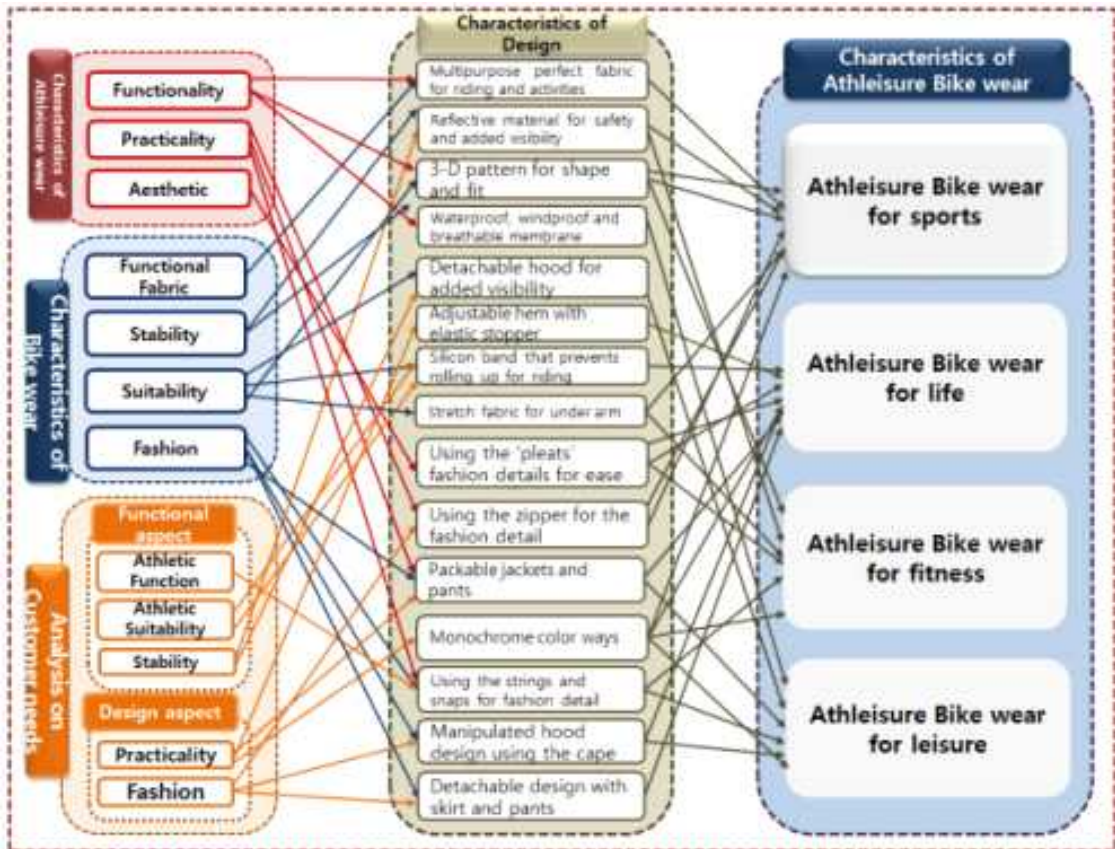 Characteristics of
Athleisure wear
Functionality
Practicality
Aesthetic
Characteristics of
Bike wear
Functional
Fabric
Stability
Suitability
Fashion
Analysis on
Customer needs
Functional
aspect
Athletic
Function
Athletic
Suitability
Stability
Design aspect
Practicality
Fashion
Characteristics of
Design
Multipurpose perfect fabric
for riding and activities
Reflective material for safety
and added visibility
3-D pattern for shape
and fit
Waterproof, windproof and
breathable membrane
Detachable hood for
added visibility
Adjustable hem with
elastic stopper
Silicon band that prevents
rolling up for riding
Stretch fabric for under arm
Using the 'pleats'
fashion details for ease
Using the zipper for the
fashion detail
Packable jackets and
pants
Monochrome color ways
Using the strings and
snaps for fashion detail
Manipulated hood
design using the cape
Detachable design with
skirt and pants
Characteristics of
Athleisure Bike wear
Athleisure Bike wear
for sports
Athleisure Bike wear
for life
Athleisure Bike wear
for fitness
Athleisure Bike wear
for leisure